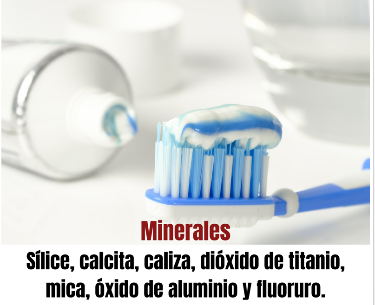 Minerales
Sílice, calcita, caliza, dióxido de titanio,
mica, óxido de aluminio y fluoruro.